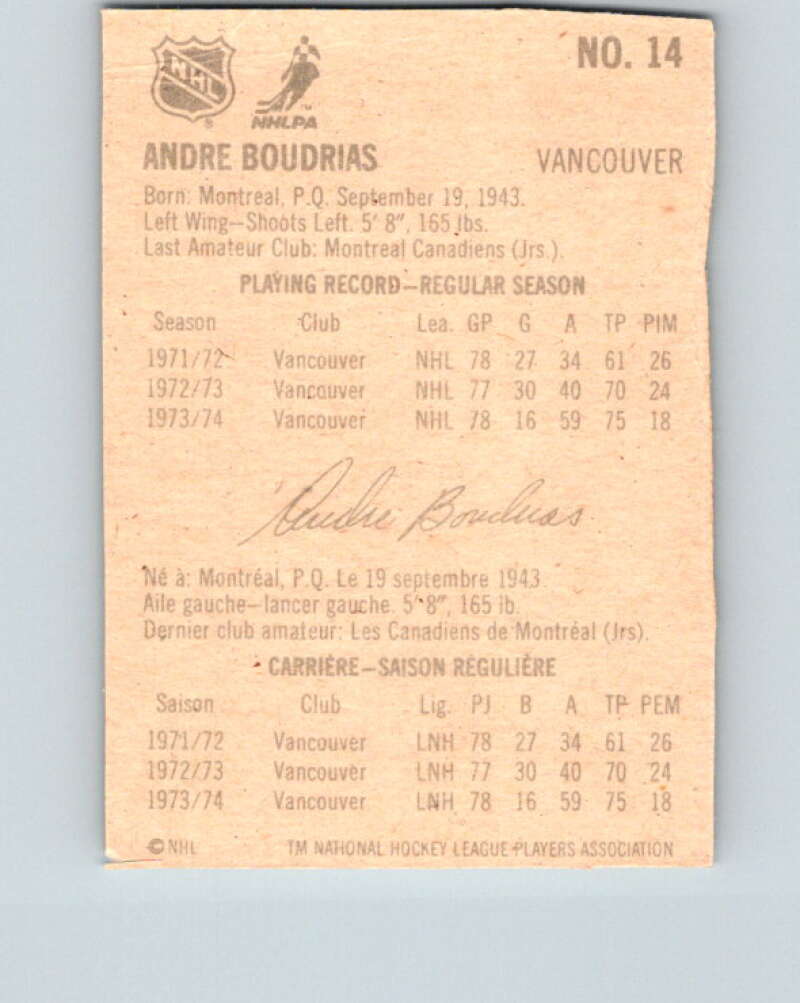 NHL
NHLPA
NO. 14
ANDRE BOUDRIAS VANCOUVER
Born: Montreal, P.Q. September 19, 1943.
Left Wing—Shoots Left. 5' 8", 165 lbs.
Last Amateur Club: Montreal Canadiens (Jrs.).
PLAYING RECORD—REGULAR SEASON
Season Club Lea. GP G A TP PIM
1971/72 Vancouver NHL 78 27 34 61 26
1972/73 Vancouver NHL 77 30 40 70 24
1973/74 Vancouver NHL 78 16 59 75 18
Andre Boudrias
Né à: Montréal, P.Q. Le 19 septembre 1943.
Aile gauche—lancer gauche. 5' 8", 165 lb.
Dernier club amateur: Les Canadiens de Montréal (Jrs).
CARRIÈRE—SAISON RÉGULIÈRE
Saison Club Lig. PJ B A TP PEM
1971/72 Vancouver LNH 78 27 34 61 26
1972/73 Vancouver LNH 77 30 40 70 24
1973/74 Vancouver LNH 78 16 59 75 18
© NHL TM NATIONAL HOCKEY LEAGUE PLAYERS ASSOCIATION